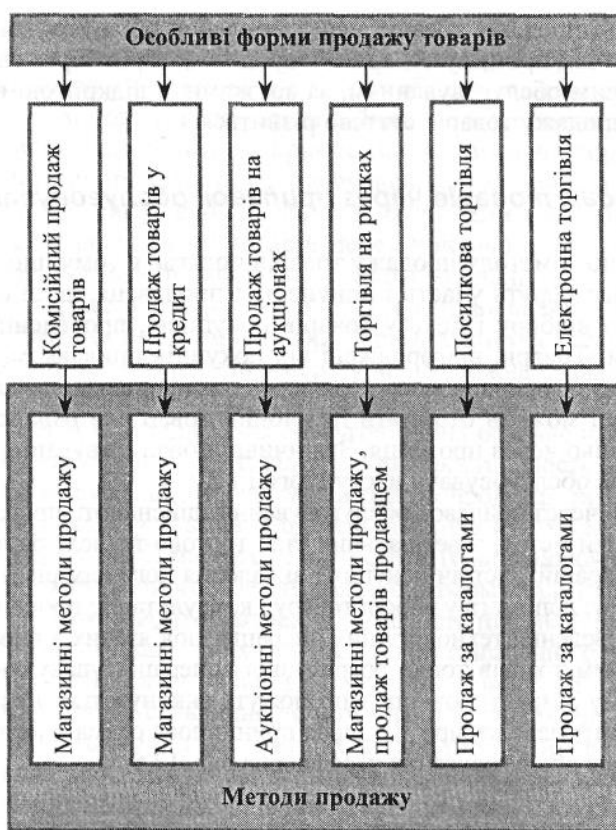 Особливі форми продажу товарів
Комісійний продаж
товарів
Продаж товарів у
кредит
Продаж товарів на
аукціонах
Торгівля на ринках
Посилкова торгівля
Електронна торгівля
Магазинні методи продажу
Магазинні методи продажу
Аукціонні методи продажу
Магазинні методи продажу,
продаж товарів продавцем
Продаж за каталогами
Продаж за каталогами
Методи продажу